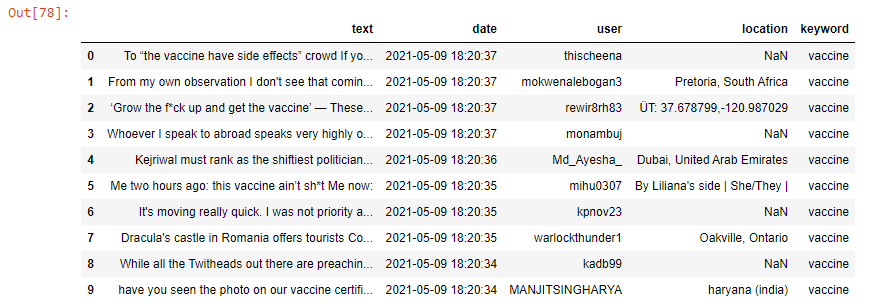 Out[78]:
text date user location keyword
0 To “the vaccine have side effects” crowd If yo... 2021-05-09 18:20:37 thischeena NaN vaccine
1 From my own observation I don't see that comin... 2021-05-09 18:20:37 mokwenalebogan3 Pretoria, South Africa vaccine
2 ‘Grow the f*ck up and get the vaccine’ — These... 2021-05-09 18:20:37 rewir8rh83 ÜT: 37.678799,-120.987029 vaccine
3 Whoever I speak to abroad speaks very highly o... 2021-05-09 18:20:37 monambuj NaN vaccine
4 Kejriwal must rank as the shiftiest politician... 2021-05-09 18:20:36 Md_Ayesha_ Dubai, United Arab Emirates vaccine
5 Me two hours ago: this vaccine ain’t sh*t Me now: 2021-05-09 18:20:35 mihu0307 By Liliana's side | She/They | vaccine
6 It's moving really quick. I was not priority a... 2021-05-09 18:20:35 kpnov23 NaN vaccine
7 Dracula's castle in Romania offers tourists Co... 2021-05-09 18:20:35 warlockthunder1 Oakville, Ontario vaccine
8 While all the Twitheads out there are preachin... 2021-05-09 18:20:34 kadb99 NaN vaccine
9 have you seen the photo on our vaccine certifi... 2021-05-09 18:20:34 MANJITSINGHARYA haryana (india) vaccine